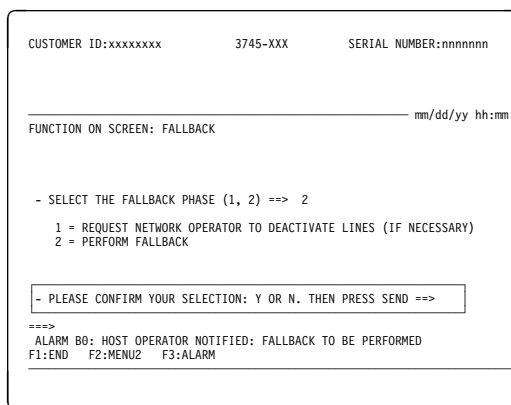 CUSTOMER ID:xxxxxxxx 3745-XXX SERIAL NUMBER:nnnnnnn
mm/dd/yy hh:mm
FUNCTION ON SCREEN: FALLBACK
- SELECT THE FALLBACK PHASE (1, 2) ==> 2
1 = REQUEST NETWORK OPERATOR TO DEACTIVATE LINES (IF NECESSARY)
2 = PERFORM FALLBACK
- PLEASE CONFIRM YOUR SELECTION: Y OR N. THEN PRESS SEND ==>
===>
ALARM B0: HOST OPERATOR NOTIFIED: FALLBACK TO BE PERFORMED
F1:END F2:MENU2 F3:ALARM